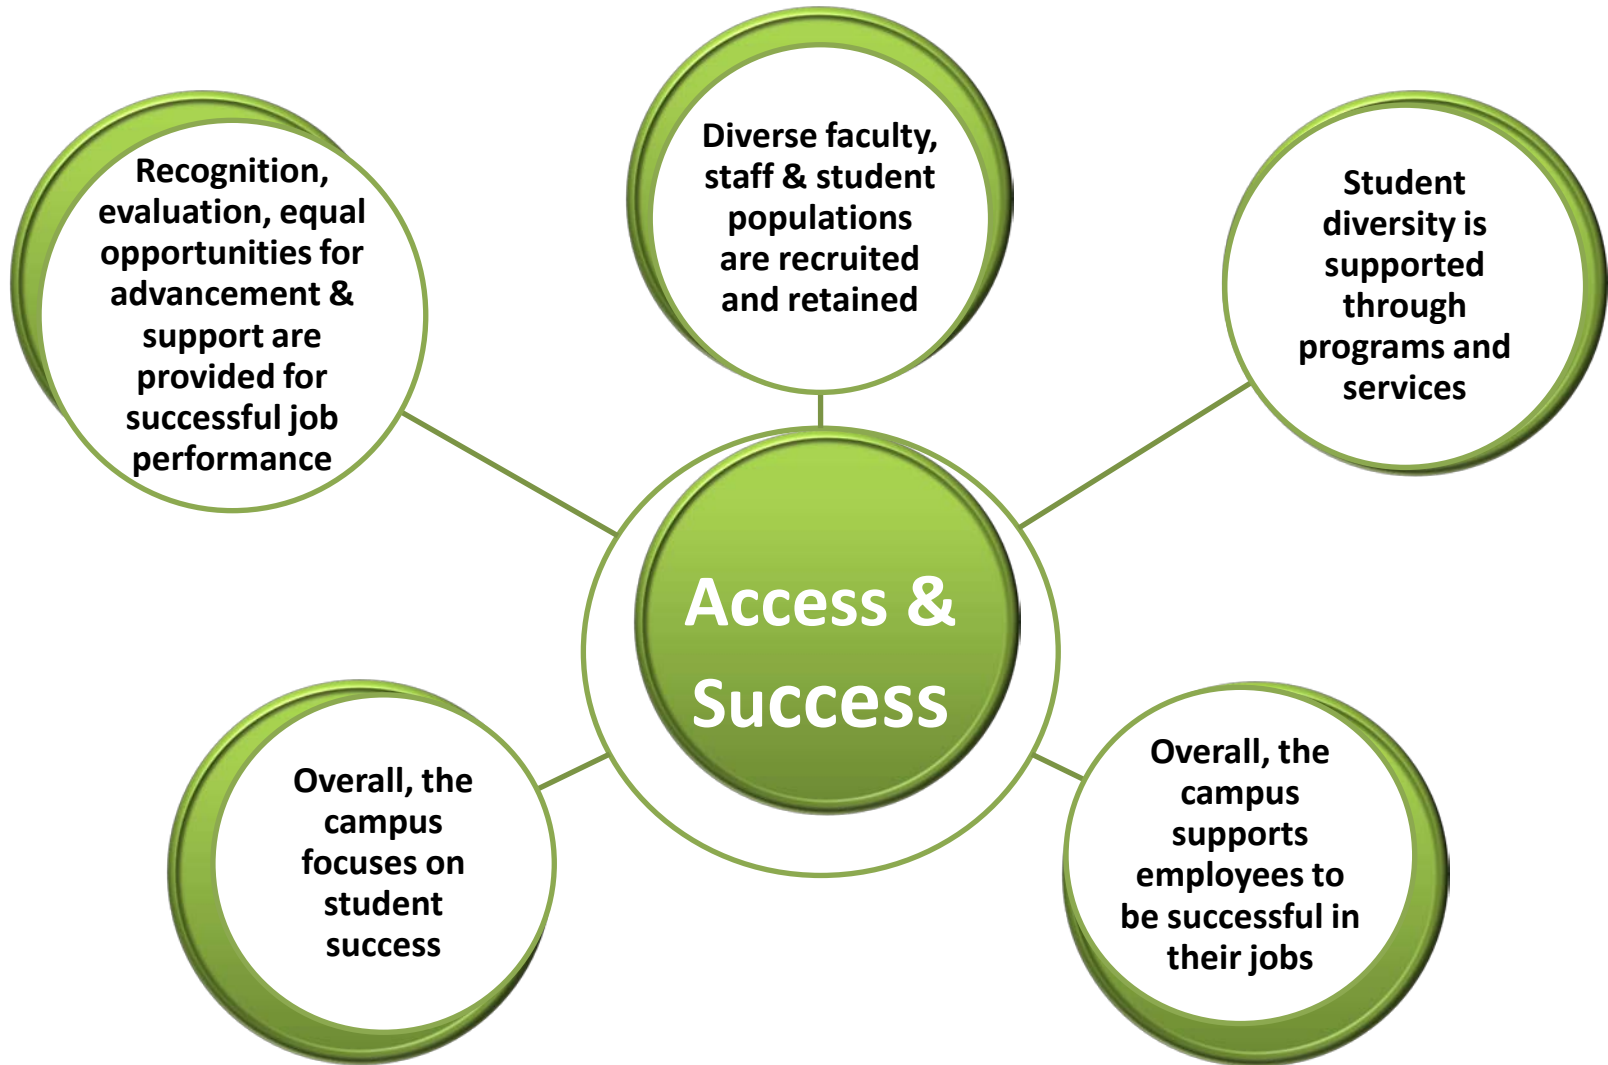 Recognition,
evaluation, equal
opportunities for
advancement &
support are
provided for
successful job
performance
Diverse faculty,
staff & student
populations
are recruited
and retained
Student
diversity is
supported
through
programs and
services
Access &
Success
Overall, the
campus
focuses on
student
success
Overall, the
campus
supports
employees to
be successful in
their jobs